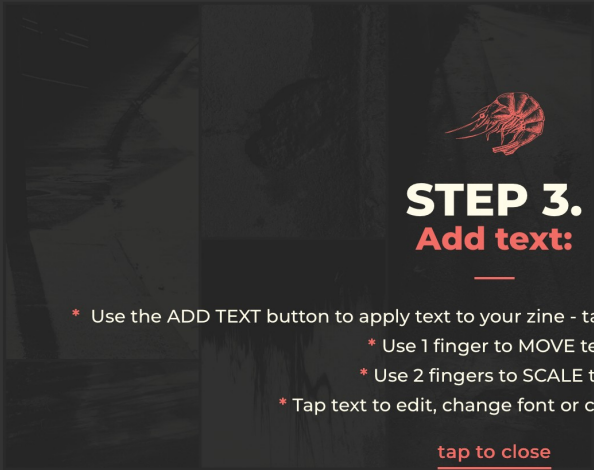 STEP 3.
Add text:
* Use the ADD TEXT button to apply text to your zine -
* Use 1 finger to MOVE
* Use 2 fingers to SCALE
* Tap text to edit, change font or
tap to close